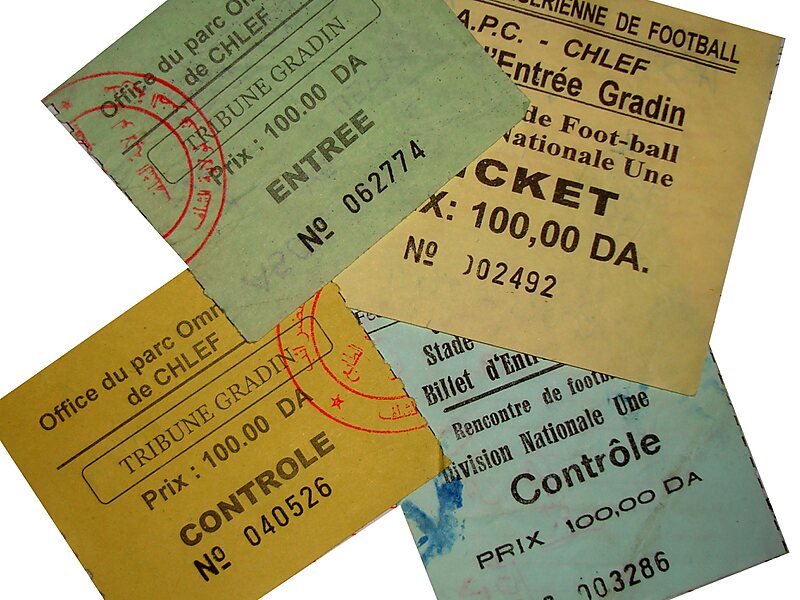 Office du parc
de CHLEF
TRIBUNE GRADIN
Prix : 100.00 DA
ENTREE
Nº 062774
DE FOOTBALL
A.P.C. - CHLEF
d'Entrée Gradin
de Foot-ball
Nationale Une
CKET
X: 100,00 DA.
Nº 002492
Office du parc Omn
de CHLEF
TRIBUNE GRADIN
Prix : 100.00 DA
CONTROLE
Nº 040526
Stade
Billet d'Entr
Rencontre de footb
Division Nationale Une
Contrôle
PRIX 100,00 DA
003286